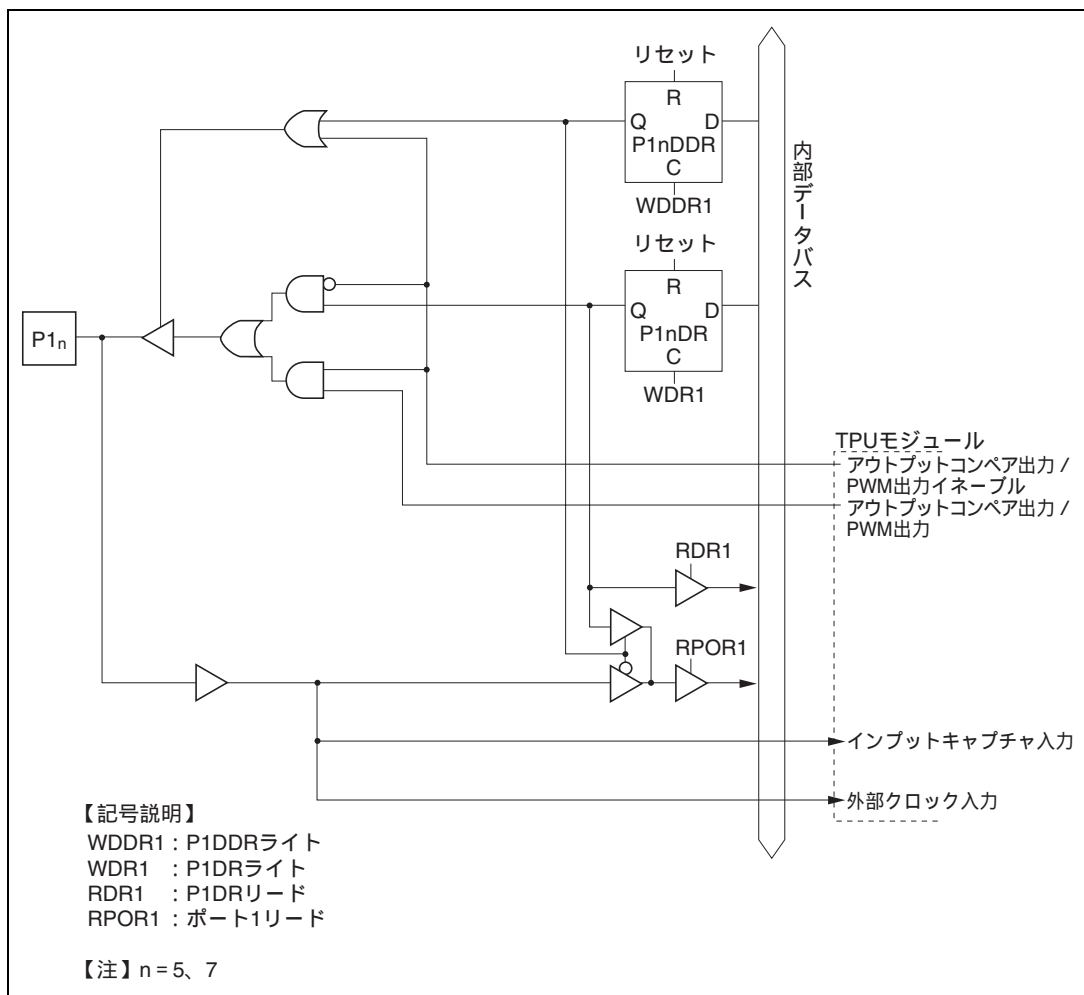 リセット
R
Q D
P1nDDR
C
WDDR1
内部データバス
リセット
R
Q D
P1nDR
C
WDR1
P1n
TPUモジュール
アウトプットコンペア出力 /
PWM出力イネーブル
アウトプットコンペア出力 /
PWM出力
RDR1
RPOR1
インプットキャプチャ入力
外部クロック入力
【記号説明】
WDDR1 : P1DDRライト
WDR1 : P1DRライト
RDR1 : P1DRリード
RPOR1 : ポート1リード
【注】n = 5、7